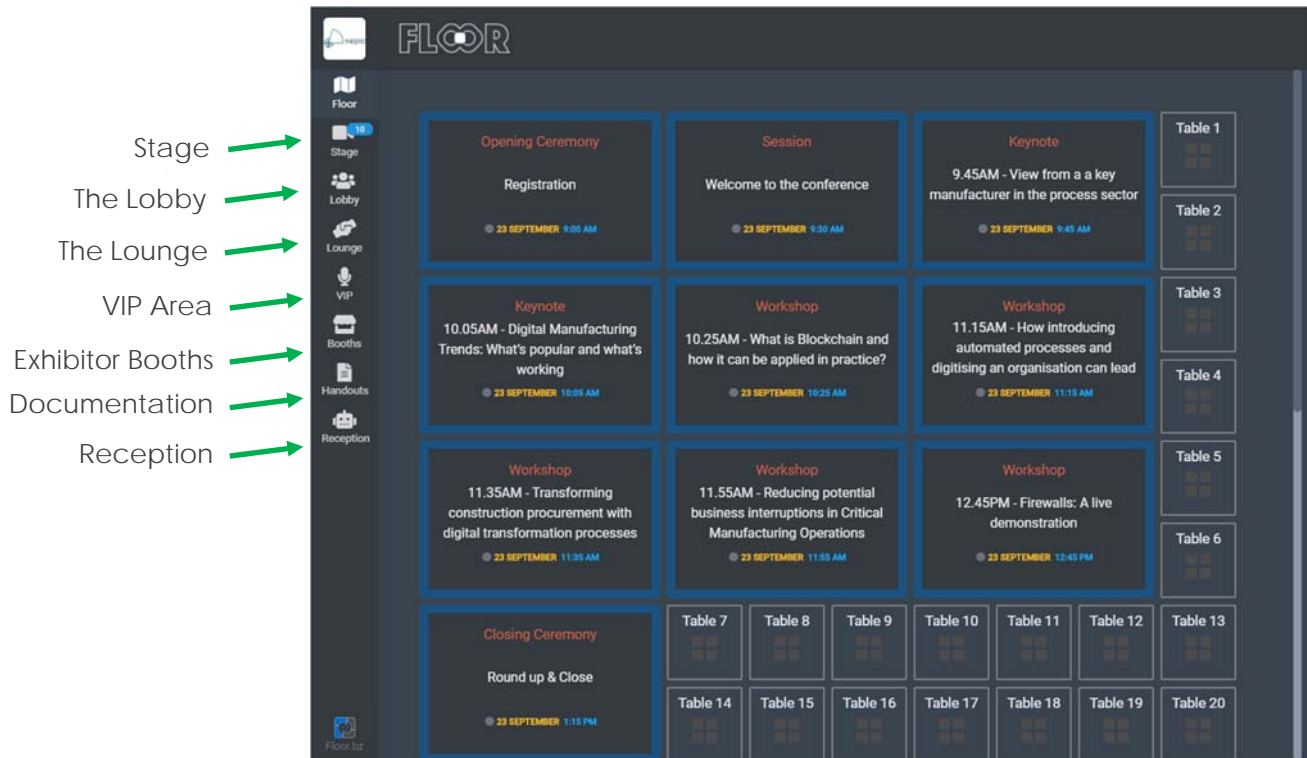 nepic
FLOOR
Floor
10
Stage
Lobby
Lounge
VIP
Booths
Handouts
Reception
Floor.bz
Stage
The Lobby
The Lounge
VIP Area
Exhibitor Booths
Documentation
Reception
Opening Ceremony
Registration
23 SEPTEMBER 9:00 AM
Session
Welcome to the conference
23 SEPTEMBER 9:30 AM
Keynote
9.45AM - View from a a key
manufacturer in the process sector
23 SEPTEMBER 9:45 AM
Table 1
Table 2
Keynote
10.05AM - Digital Manufacturing
Trends: What's popular and what's
working
23 SEPTEMBER 10:05 AM
Workshop
10.25AM - What is Blockchain and
how it can be applied in practice?
23 SEPTEMBER 10:25 AM
Workshop
11.15AM - How introducing
automated processes and
digitising an organisation can lead
23 SEPTEMBER 11:15 AM
Table 3
Table 4
Workshop
11.35AM - Transforming
construction procurement with
digital transformation processes
23 SEPTEMBER 11:35 AM
Workshop
11.55AM - Reducing potential
business interruptions in Critical
Manufacturing Operations
23 SEPTEMBER 11:55 AM
Workshop
12.45PM - Firewalls: A live
demonstration
23 SEPTEMBER 12:45 PM
Table 5
Table 6
Closing Ceremony
Round up & Close
23 SEPTEMBER 1:15 PM
Table 7
Table 8
Table 9
Table 10
Table 11
Table 12
Table 13
Table 14
Table 15
Table 16
Table 17
Table 18
Table 19
Table 20